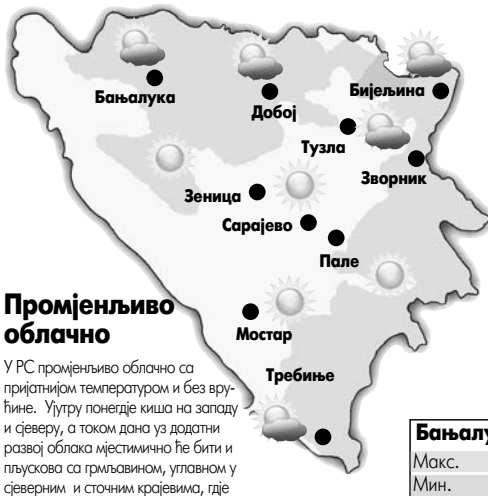 Бањалука
Добој
Бијељина
Тузла
Зворник
Зеница
Сарајево
Пале
Мостар
Требиње
Промјенљиво
облачно
У РС промјенљиво облачно са
пријатнијом температуром и без вру-
ћине. Ујутру понегдје киша на западу
и сјеверу, а током дана уз додатни
развој облака мјестимично ће бити и
пљускова са грмљавином, углавном у
сјеверним и сточним крајевима, гдје
Бањалу
Макс.
Мин.